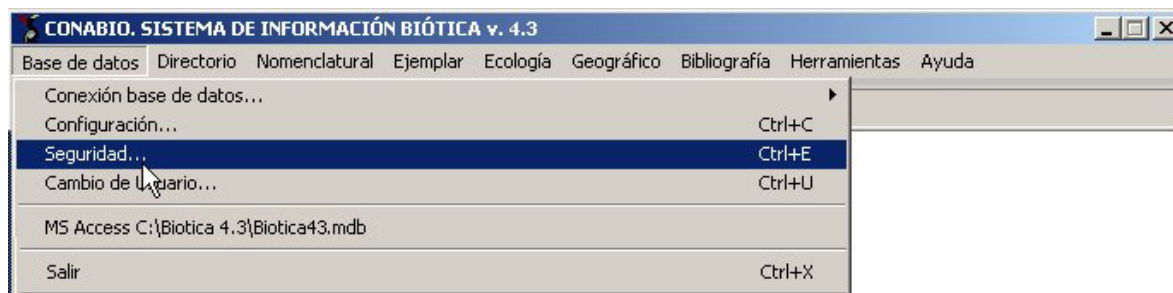 CONABIO. SISTEMA DE INFORMACIÓN BIÓTICA v. 4.3
Base de datos Directorio Nomenclatural Ejemplar Ecología Geográfico Bibliografía Herramientas Ayuda
Conexión base de datos...
Configuración... Ctrl+C
Seguridad... Ctrl+E
Cambio de Usuario... Ctrl+U
MS Access C:\Biotica 4.3\Biotica43.mdb
Salir Ctrl+X